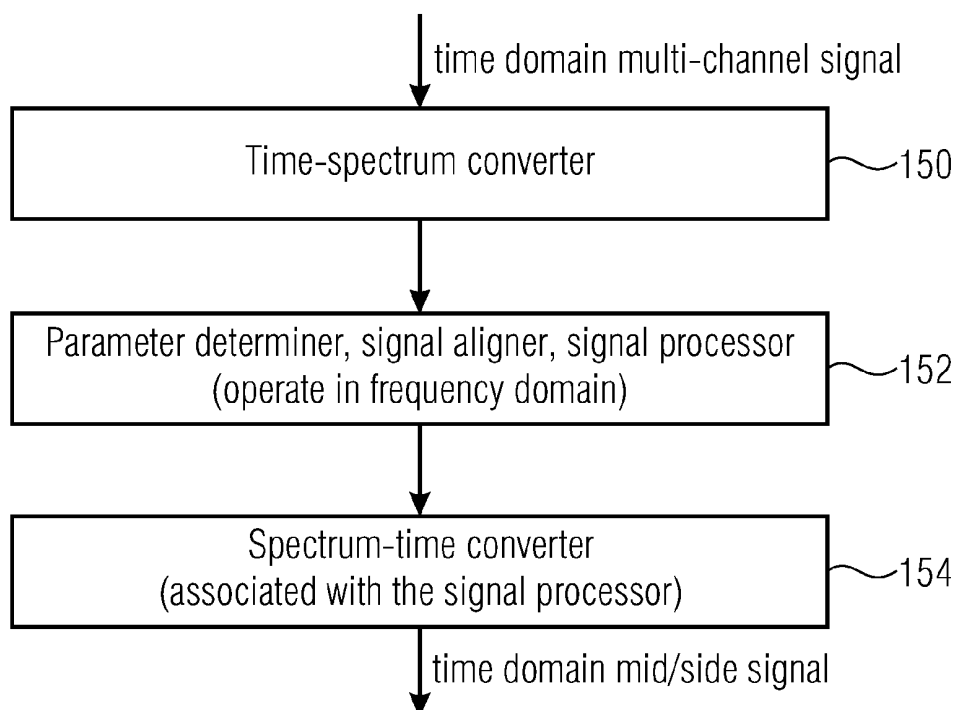 time domain multi-channel signal
Time-spectrum converter
150
Parameter determiner, signal aligner, signal processor
(operate in frequency domain)
152
Spectrum-time converter
(associated with the signal processor)
154
time domain mid/side signal